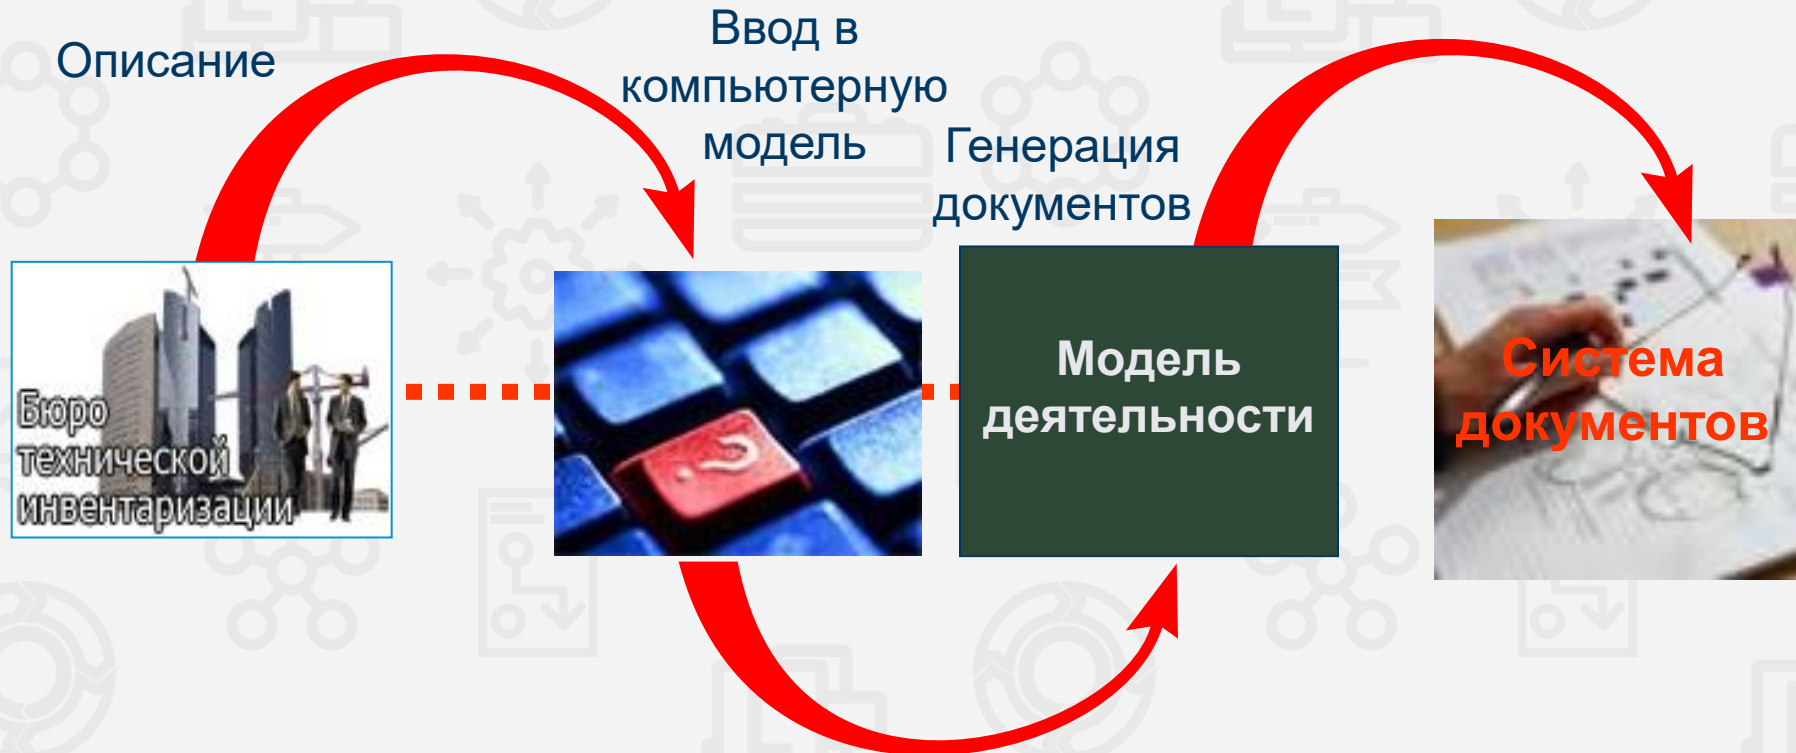 Описание
Ввод в
компьютерную
модель
Генерация
документов
Бюро
технической
инвентаризации
?
Модель
деятельности
Система
документов